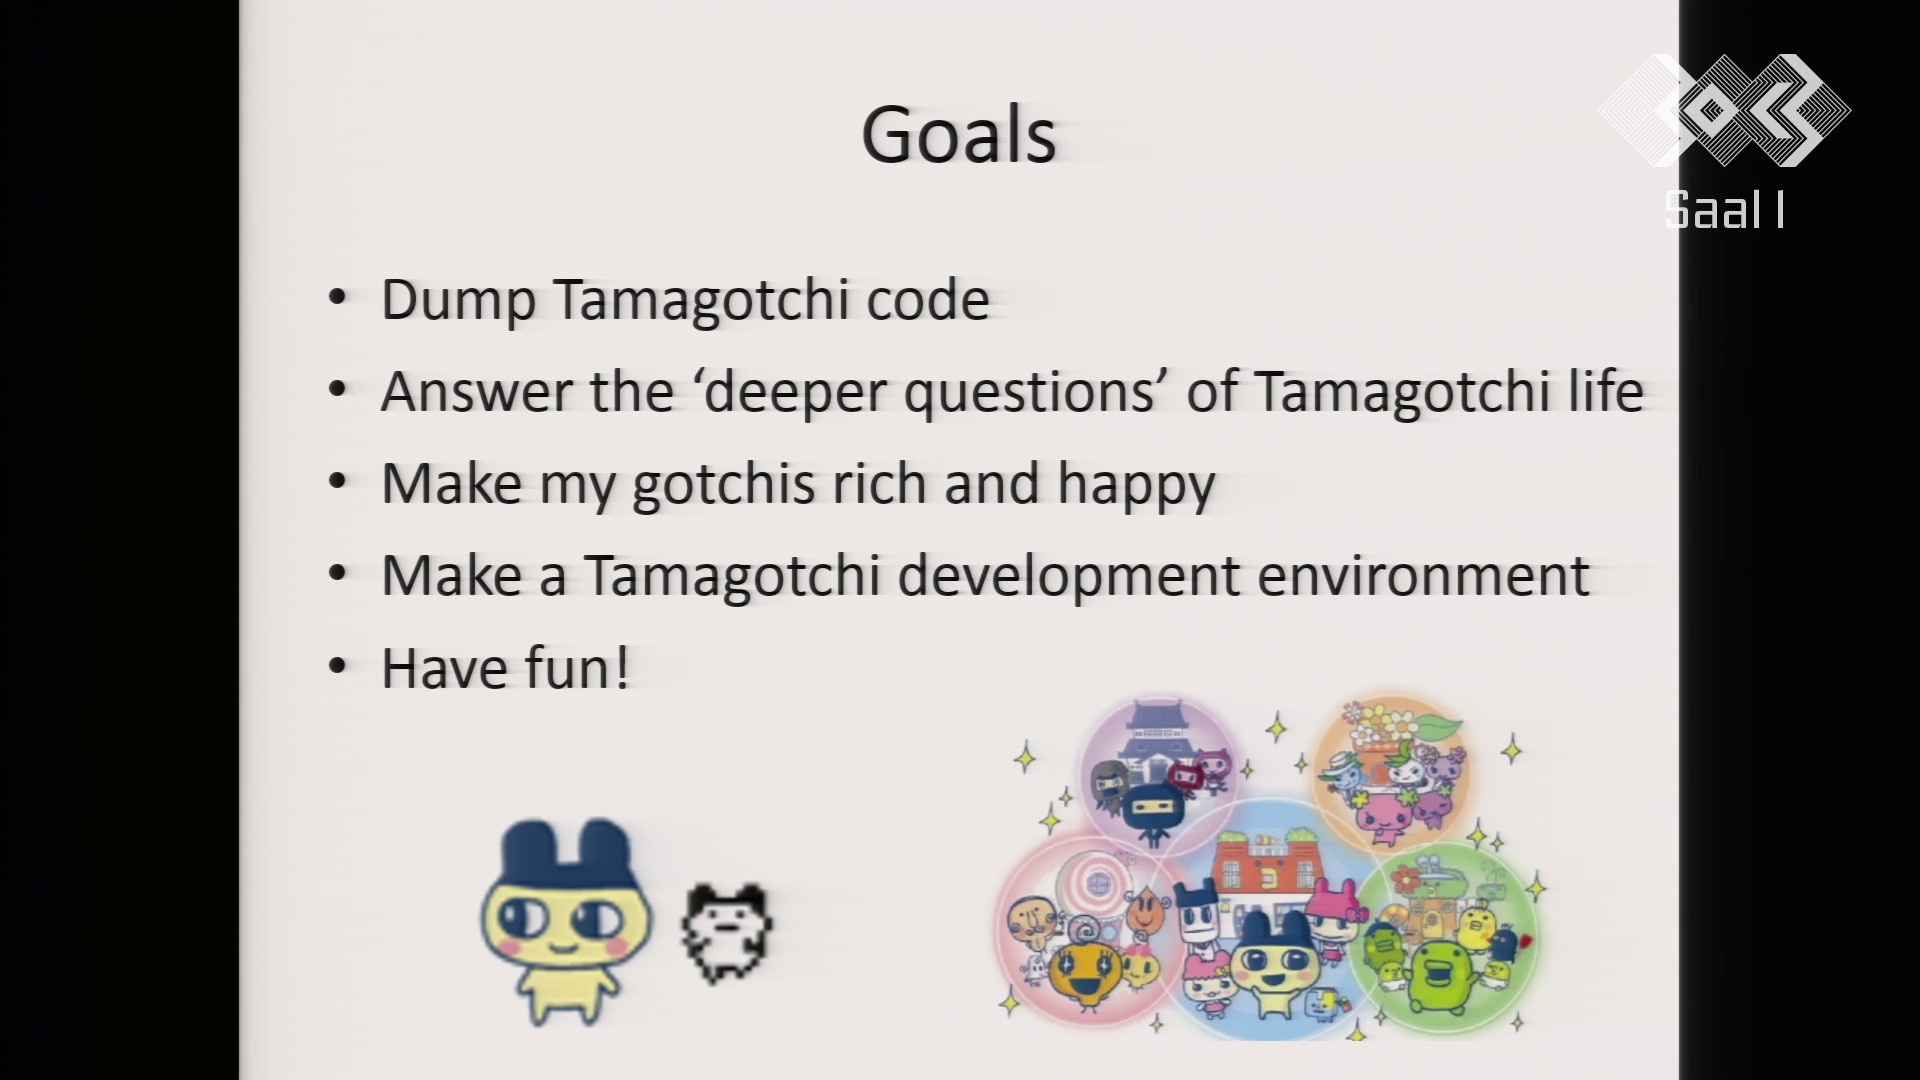 Goals
Saal 1
• Dump Tamagotchi code
• Answer the ‘deeper questions’ of Tamagotchi life
• Make my gotchis rich and happy
• Make a Tamagotchi development environment
• Have fun!